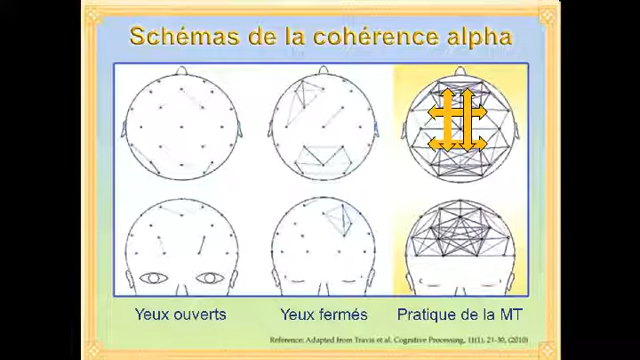 Schémas de la cohérence alpha
Yeux ouverts
Yeux fermés
Pratique de la MT
Reference: Adapted from Travis et al. Cognitive Processing, 11(1), 21-30, (2010)